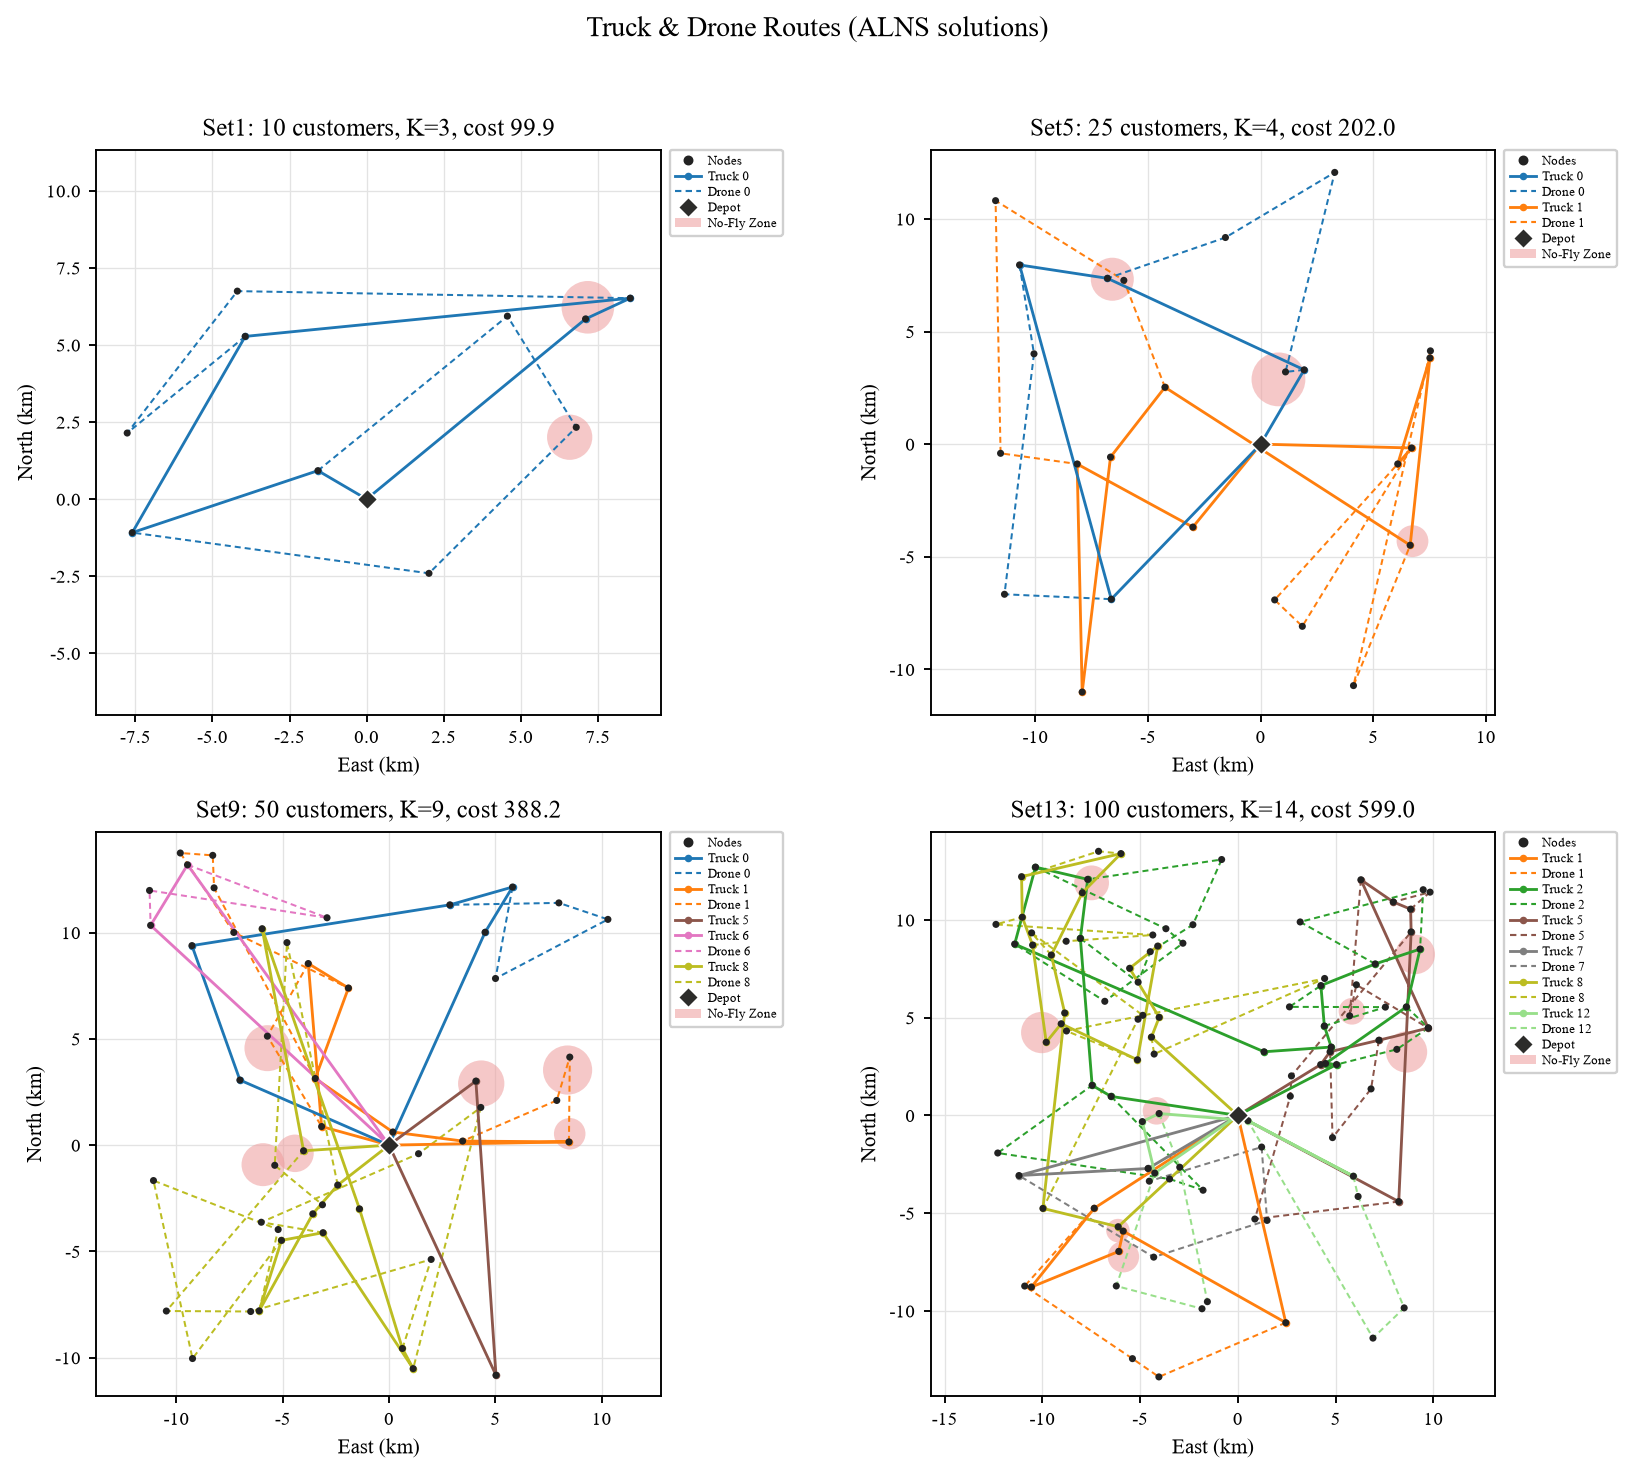 Truck & Drone Routes (ALNS solutions)
Set1: 10 customers, K=3, cost 99.9
North (km)
10.0
7.5
5.0
2.5
0.0
-2.5
-5.0
-7.5
-5.0
-2.5
0.0
2.5
5.0
7.5
East (km)
Nodes
Truck 0
Drone 0
Depot
No-Fly Zone
Set5: 25 customers, K=4, cost 202.0
North (km)
10
5
0
-5
-10
-10
-5
0
5
10
East (km)
Nodes
Truck 0
Drone 0
Truck 1
Drone 1
Depot
No-Fly Zone
Set9: 50 customers, K=9, cost 388.2
North (km)
10
5
0
-5
-10
-10
-5
0
5
10
East (km)
Nodes
Truck 0
Drone 0
Truck 1
Drone 1
Truck 5
Truck 6
Drone 6
Truck 8
Drone 8
Depot
No-Fly Zone
Set13: 100 customers, K=14, cost 599.0
North (km)
10
5
0
-5
-10
-15
-10
-5
0
5
10
East (km)
Nodes
Truck 1
Drone 1
Truck 2
Drone 2
Truck 5
Drone 5
Truck 7
Drone 7
Truck 8
Drone 8
Truck 12
Drone 12
Depot
No-Fly Zone